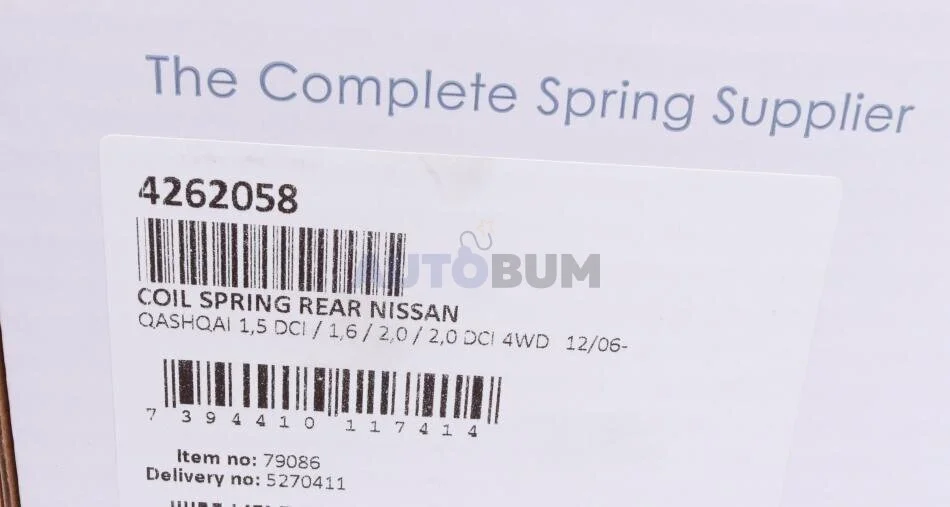 The Complete Spring Supplier
4262058
AUTOBUM
COIL SPRING REAR NISSAN
QASHQAI 1,5 DCI / 1,6 / 2,0 / 2,0 DCI 4WD 12/06-
7 394410 117414
Item no: 79086
Delivery no: 5270411